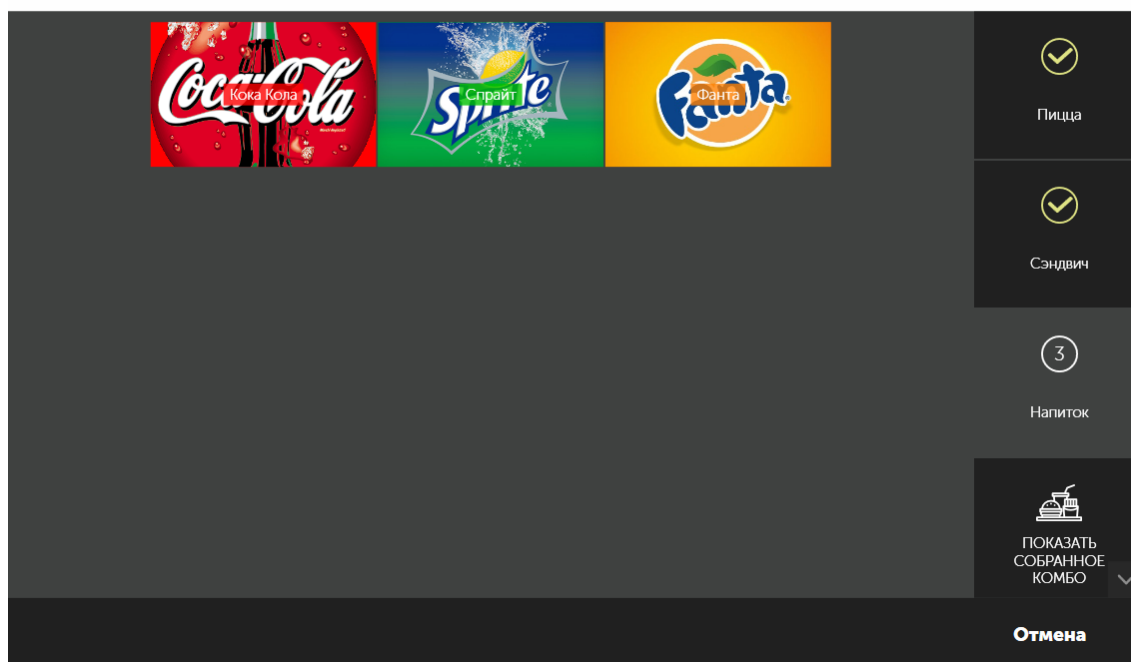 Coca-Cola
Кока Кола
Sprite
Спрайт
Fanta
Фанта
Пицца
Сэндвич
3
Напиток
ПОКАЗАТЬ
СОБРАННОЕ
КОМБО
Отмена